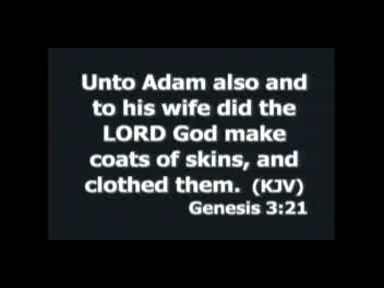 Unto Adam also and
to his wife did the
LORD God make
coats of skins, and
clothed them. (KJV)
Genesis 3:21